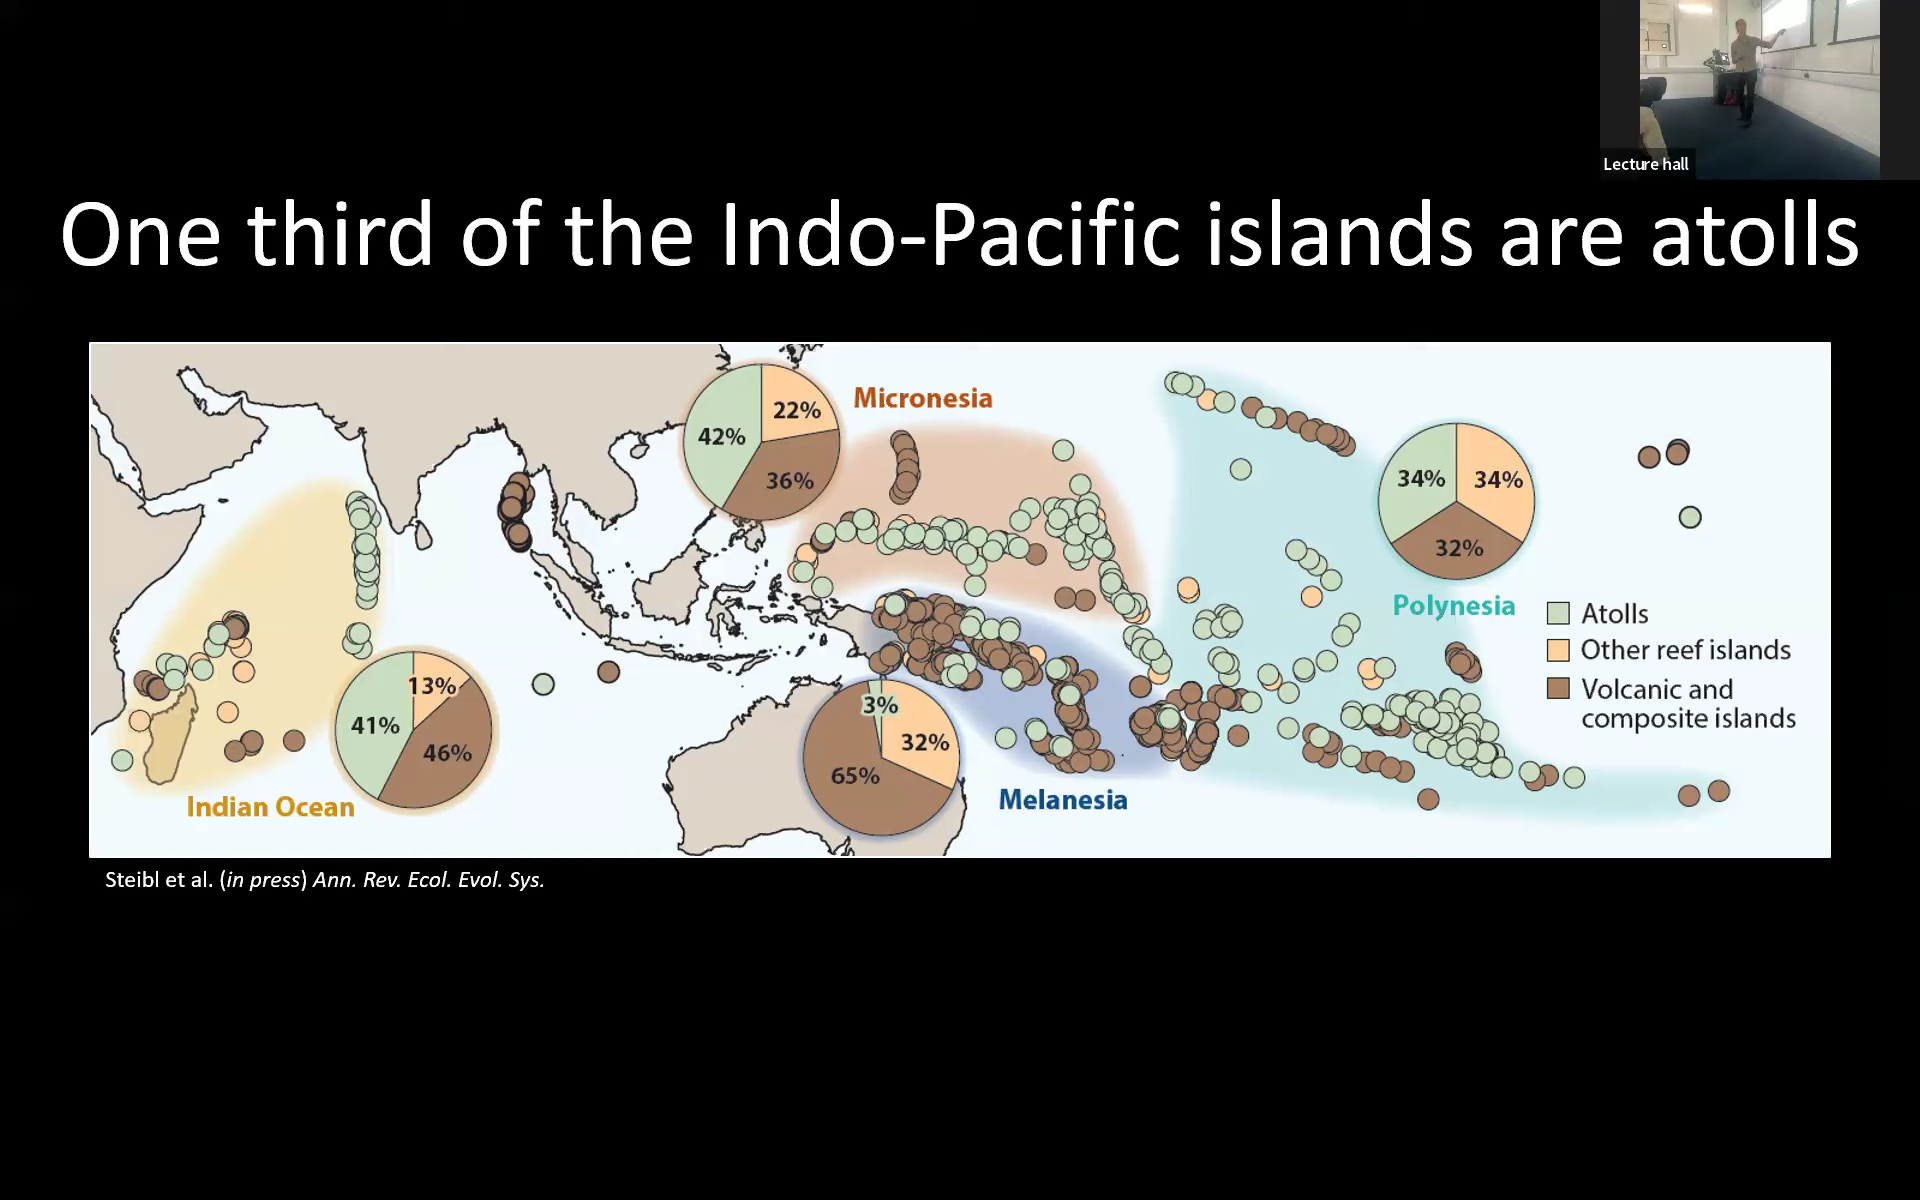 Lecture hall
One third of the Indo-Pacific islands are atolls
Micronesia
22%
42%
36%
34%
34%
32%
Polynesia
Atolls
Other reef islands
Volcanic and
composite islands
13%
41%
46%
Indian Ocean
3%
32%
65%
Melanesia
Steibl et al. (in press) Ann. Rev. Ecol. Evol. Sys.